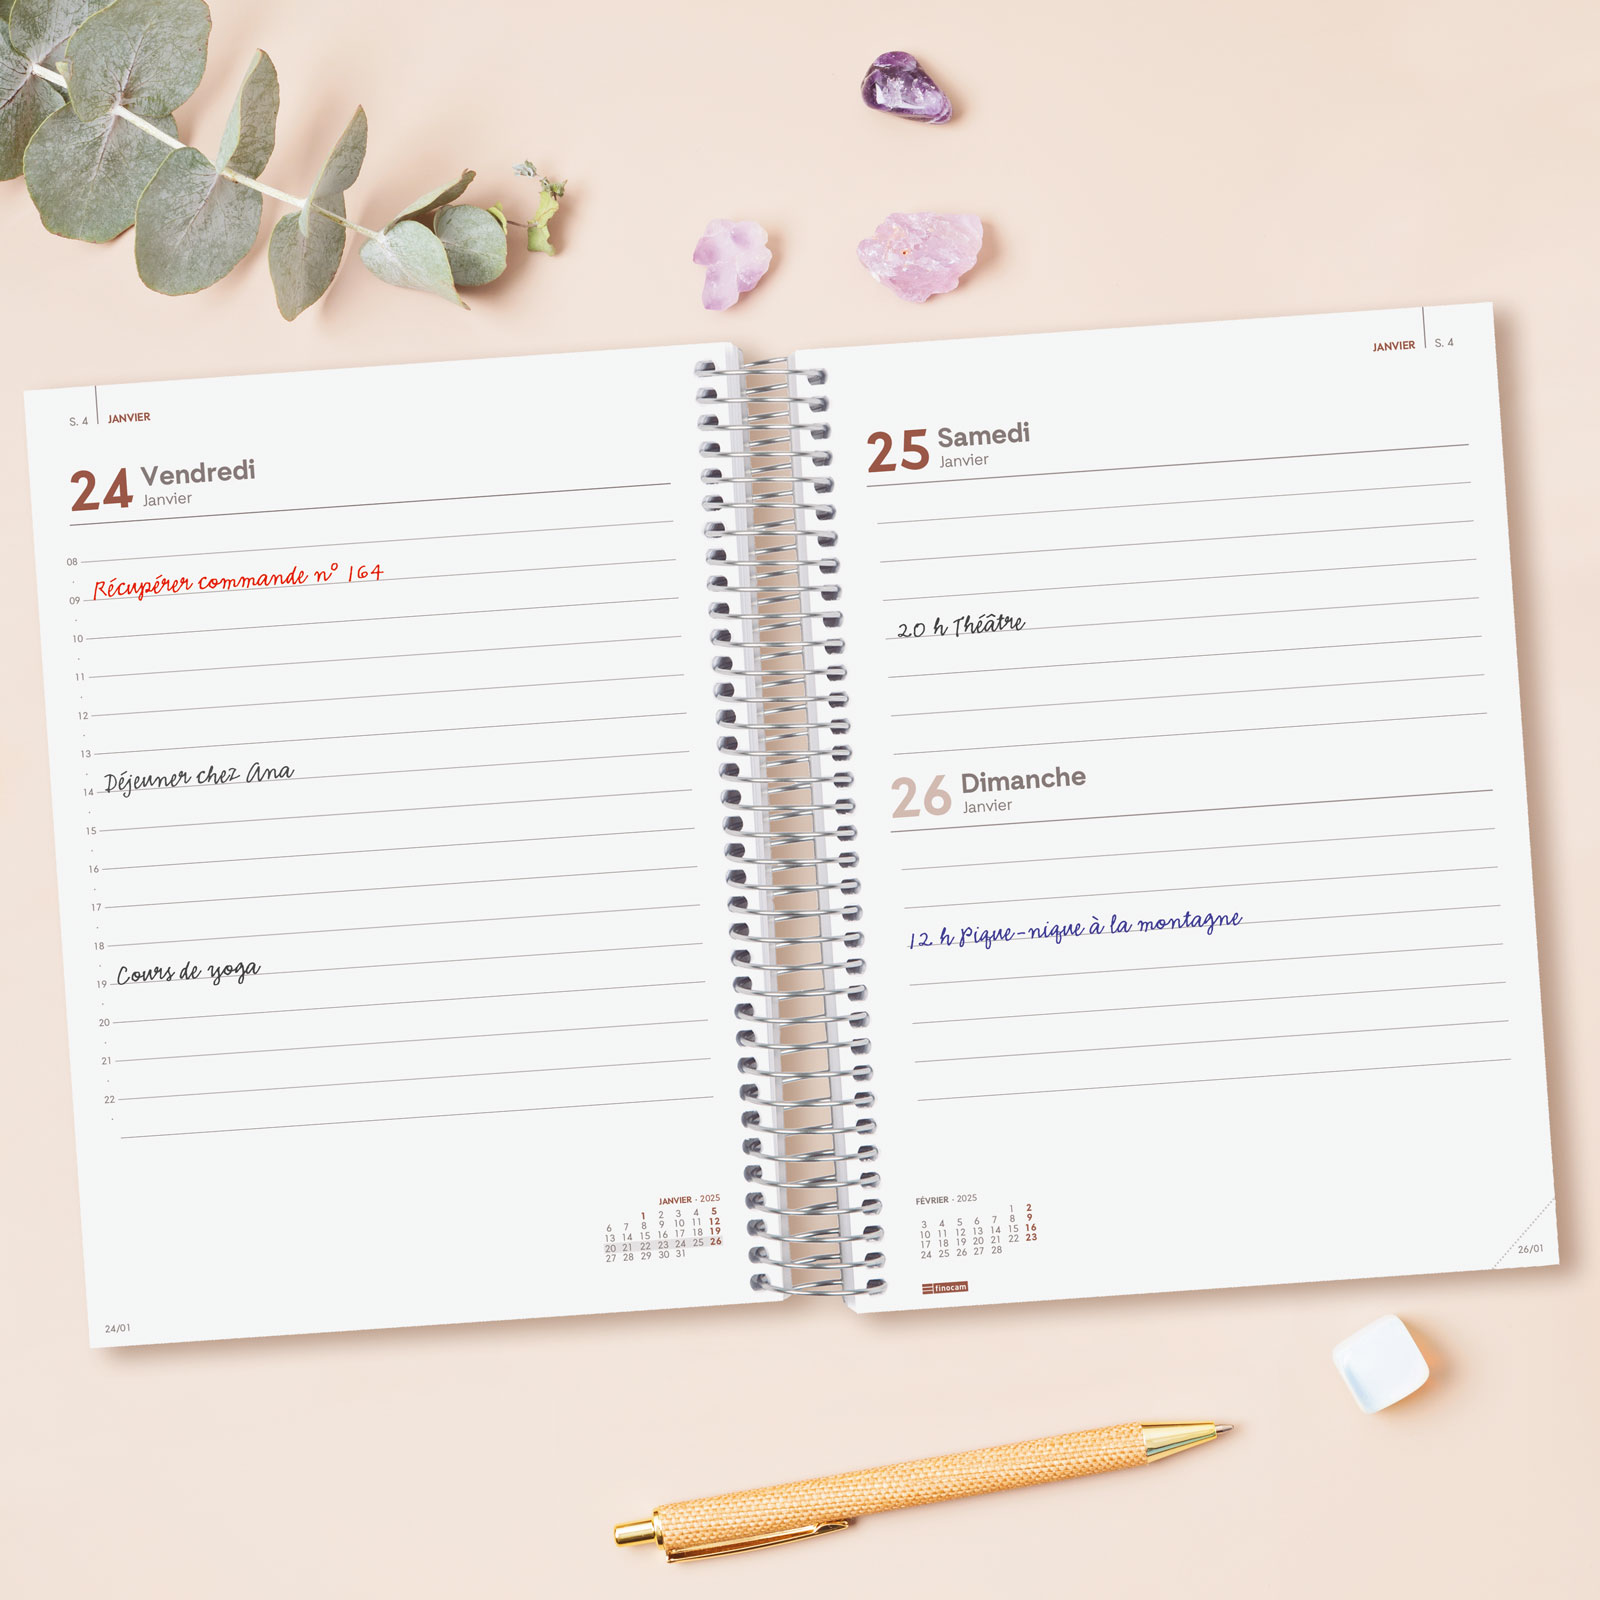 S. 4 JANVIER
24 Vendredi
Janvier
08
Récupérer commande nº 164
09
10
11
12
13
Déjeuner chez Ana
14
15
16
17
18
Cours de yoga
19
20
21
22
JANVIER - 2025
1 2 3 4 5
6 7 8 9 10 11 12
13 14 15 16 17 18 19
20 21 22 23 24 25 26
27 28 29 30 31
24/01
JANVIER S. 4
25 Samedi
Janvier
20 h Théâtre
26 Dimanche
Janvier
12 h Pique-nique à la montagne
FÉVRIER - 2025
1 2
3 4 5 6 7 8 9
10 11 12 13 14 15 16
17 18 19 20 21 22 23
24 25 26 27 28
finocam
26/01